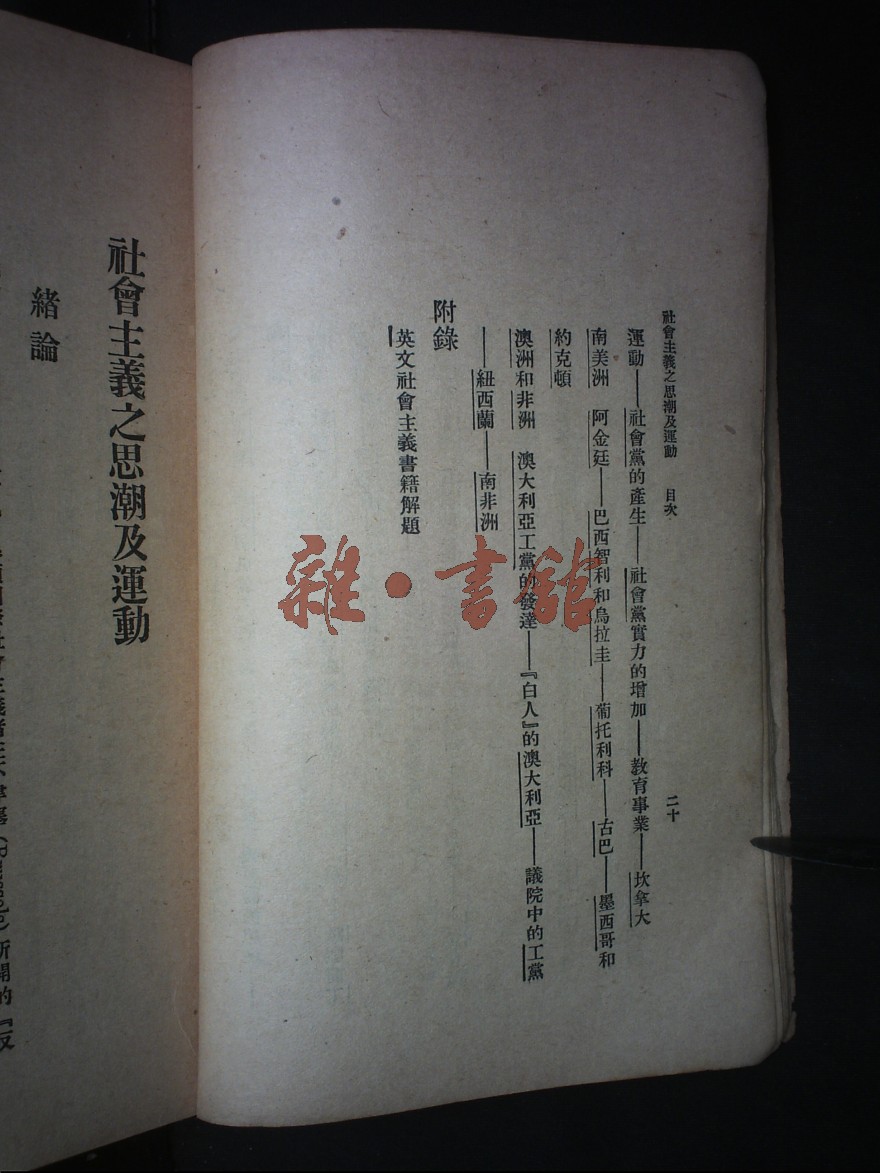 社會主義之思潮及運動 目次 二十
運動——社會黨的產生——社會黨實力的增加——教育事業——坎拿大
南美洲 阿金廷——巴西智利和烏拉圭——葡托利科——古巴——墨西哥和
約克頓
澳洲和非洲 澳大利亞工黨的發達——『白人』的澳大利亞——議院中的工黨
——紐西蘭——南非洲
附錄
英文社會主義書籍解題
雜·書館
社會主義之思潮及運動
緒論
所開的『反